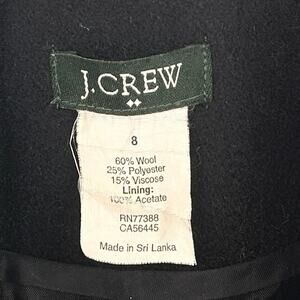 J.CREW
8
60% Wool
25% Polyester
15% Viscose
Lining:
100% Acetate
RN77388
CA56445
Made in Sri Lanka